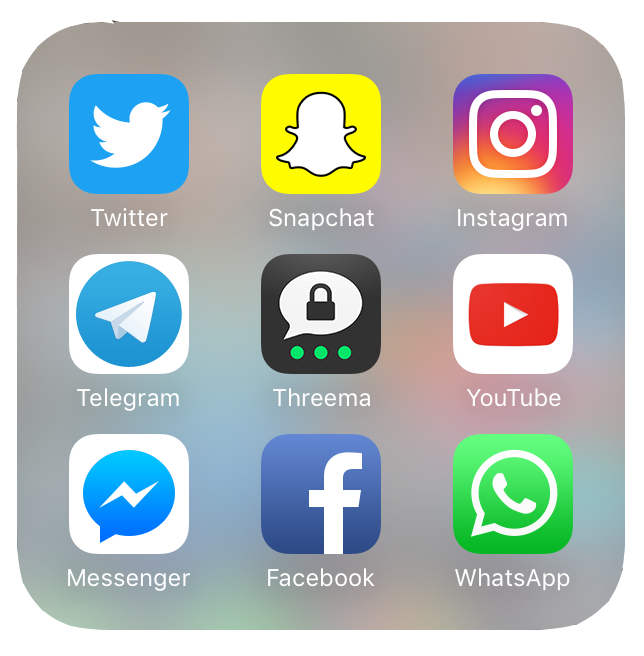 Twitter
Snapchat
Instagram
Telegram
Threema
YouTube
Messenger
Facebook
WhatsApp